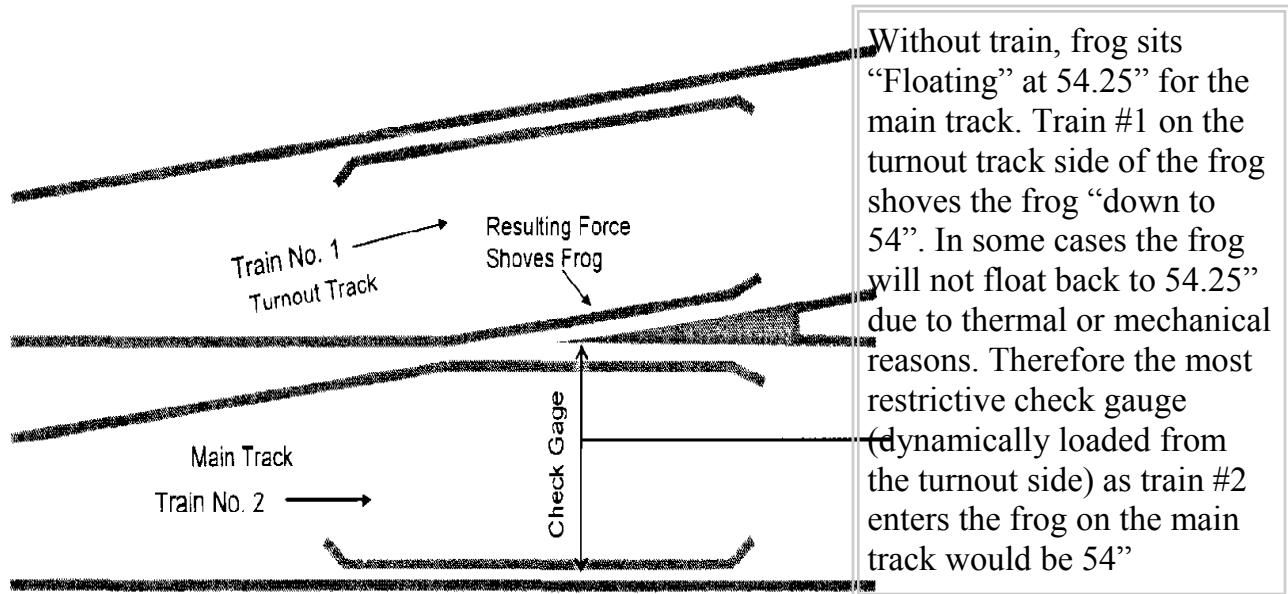 Without train, frog sits
“Floating” at 54.25” for the
main track. Train #1 on the
turnout track side of the frog
shoves the frog “down to
54”. In some cases the frog
will not float back to 54.25”
due to thermal or mechanical
reasons. Therefore the most
restrictive check gauge
(dynamically loaded from
the turnout side) as train #2
enters the frog on the main
track would be 54”
Resulting Force
Shoves Frog
Train No. 1
Turnout Track
Check Gage
Main Track
Train No. 2